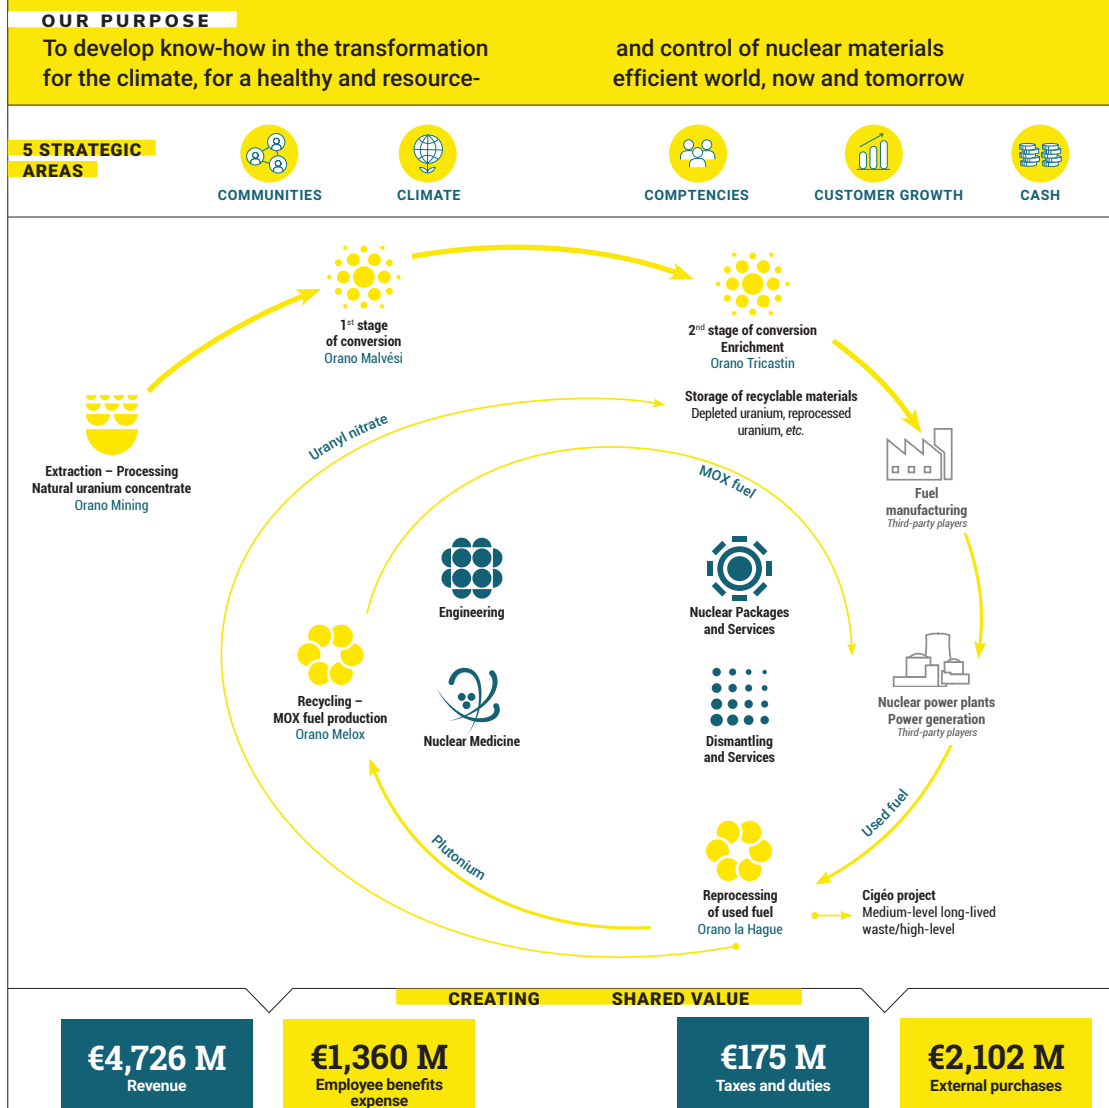 OUR PURPOSE
To develop know-how in the transformation
for the climate, for a healthy and resource-
and control of nuclear materials
efficient world, now and tomorrow
5 STRATEGIC
AREAS
COMMUNITIES
CLIMATE
COMPTENCIES
CUSTOMER GROWTH
CASH
1st stage
of conversion
Orano Malvési
2nd stage of conversion
Enrichment
Orano Tricastin
Storage of recyclable materials
Depleted uranium, reprocessed
uranium, etc.
Uranyl nitrate
Extraction – Processing
Natural uranium concentrate
Orano Mining
MOX fuel
Fuel
manufacturing
Third-party players
Engineering
Nuclear Packages
and Services
Recycling –
MOX fuel production
Orano Melox
Nuclear Medicine
Dismantling
and Services
Nuclear power plants
Power generation
Third-party players
Used fuel
Plutonium
Reprocessing
of used fuel
Orano la Hague
Cigéo project
Medium-level long-lived
waste/high-level
CREATING SHARED VALUE
€4,726 M
Revenue
€1,360 M
Employee benefits
expense
€175 M
Taxes and duties
€2,102 M
External purchases